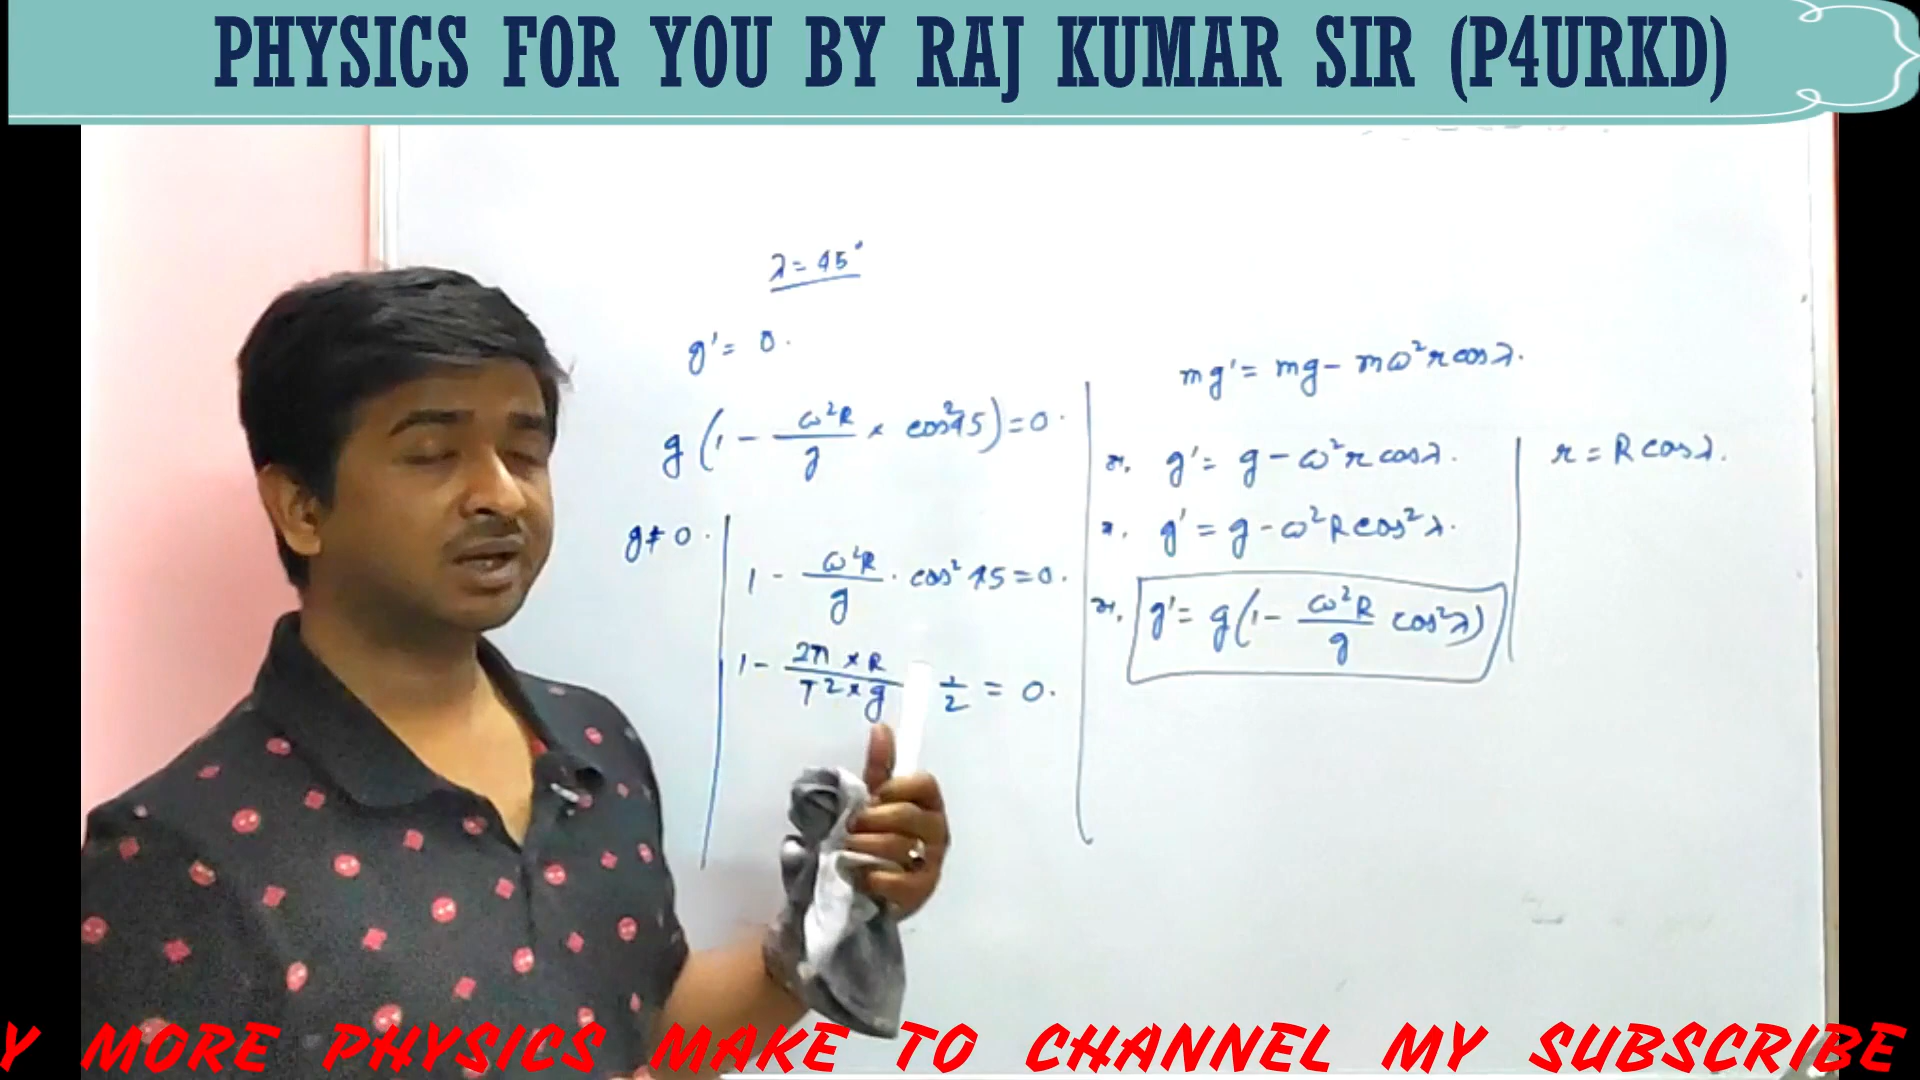 PHYSICS FOR YOU BY RAJ KUMAR SIR (P4URKD)
λ = 45°
g' = 0.
g(1 - ω²R/g × cos²45) = 0.
g ≠ 0.
1 - ω²R/g · cos² 45 = 0.
1 - 2π × R / T2 × g 1/2 = 0.
mg' = mg - mω²r cosλ.
g' = g - ω²r cosλ.
r = R cosλ.
g' = g - ω²R cos²λ.
g' = g(1 - ω²R/g cos²λ)
Y MORE PHYSICS MAKE TO CHANNEL MY SUBSCRIBE